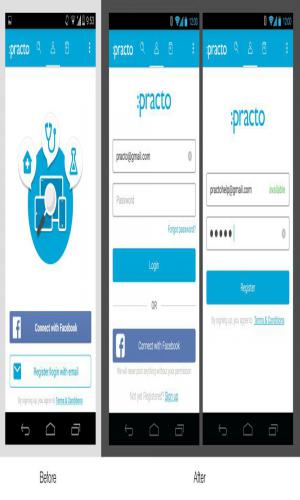 9:53
:practo
Connect with Facebook
Register/login with email
By signing up, you agree to Terms & Conditions
Before
12:00
:practo
:practo
practo@gmail.com
Password
Forgot password?
Login
OR
Connect with Facebook
We will never post anything without your permission
Not yet Registered? Sign up
12:00
:practo
:practo
practohelp@gmail.com
available
Register
By signing up, you agree to Terms & Conditions
After